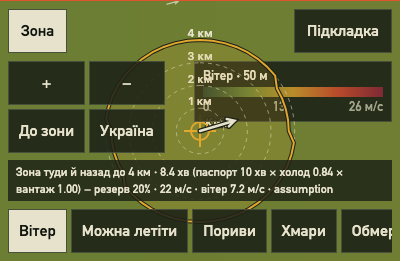 Зона
Підкладка
4 км
3 км
2 км
1 км
Вітер · 50 м
26 м/с
+
−
До зони
Україна
Зона туди й назад до 4 км · 8.4 хв (паспорт 10 хв × холод 0.84 ×
вантаж 1.00) − резерв 20% · 22 м/с · вітер 7.2 м/с · assumption
Вітер
Можна летіти
Пориви
Хмари